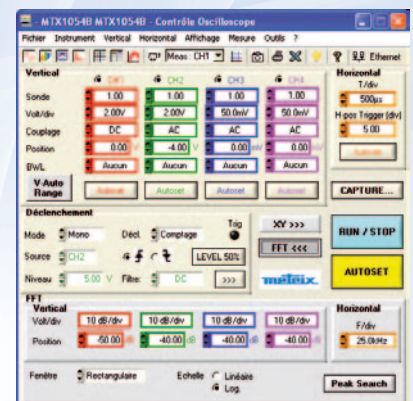 MTX1054B MTX1054B - Contrôle Oscilloscope
Fichier Instrument Vertical Horizontal Affichage Mesure Outils ?
Meas: CH1 Ethernet
Vertical
CH1 CH2 CH3 CH4
Sonde 1.00 1.00 1.00 1.00
Volt/div 2.00V 2.00V 50.0mV 50.0mV
Couplage DC AC AC AC
Position 0.00 V -4.00 V 0.00 mV 0.00 mV
BWL Aucun Aucun Aucun Aucun
V-Auto Range Autoset Autoset Autoset Autoset
Horizontal
T/div
500µs
H-pos Trigger (div)
5.00
Autoset
CAPTURE...
Déclenchement
Mode Mono Décl. Comptage Trig
Source CH2 LEVEL 50%
Niveau 5.00 V Filtre: DC >>>
XY >>>
FFT <<<
metrix
RUN / STOP
AUTOSET
FFT
Vertical
Volt/div 10 dB/div 10 dB/div 10 dB/div 10 dB/div
Position -50.00 dB -40.00 dB -40.00 dB -40.00 dB
Horizontal
F/div
25.0kHz
Fenêtre Rectangulaire Echelle Linéaire
Log.
Peak Search